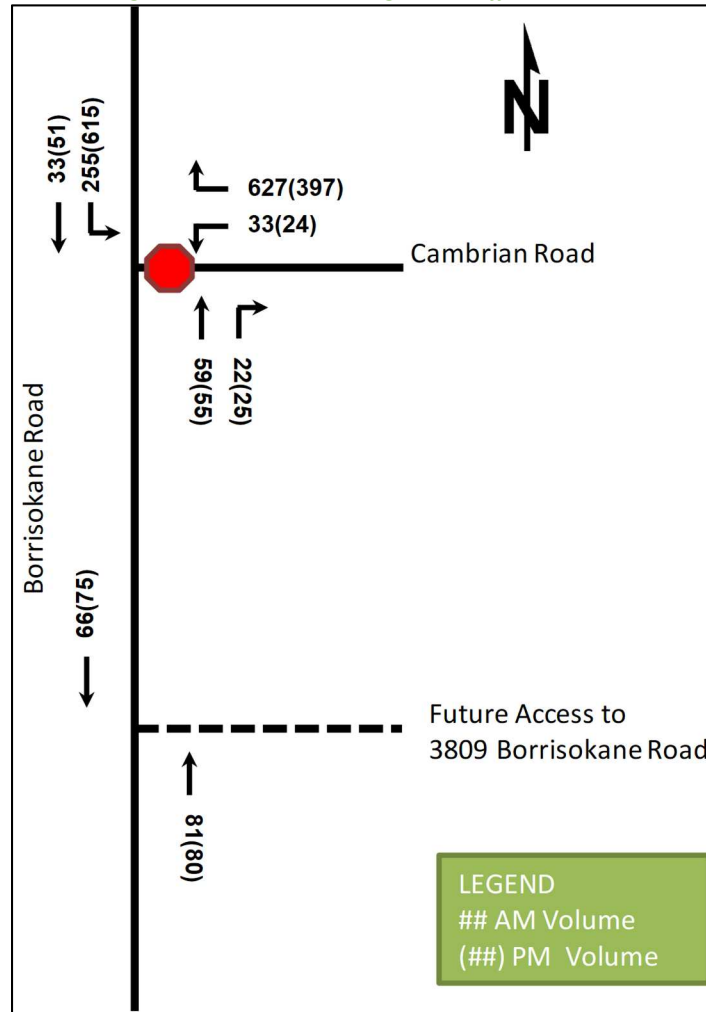 N
33(51)
255(615)
627(397)
33(24)
Cambrian Road
59(55)
22(25)
Borrisokane Road
66(75)
Future Access to
3809 Borrisokane Road
81(80)
LEGEND
## AM Volume
(##) PM Volume